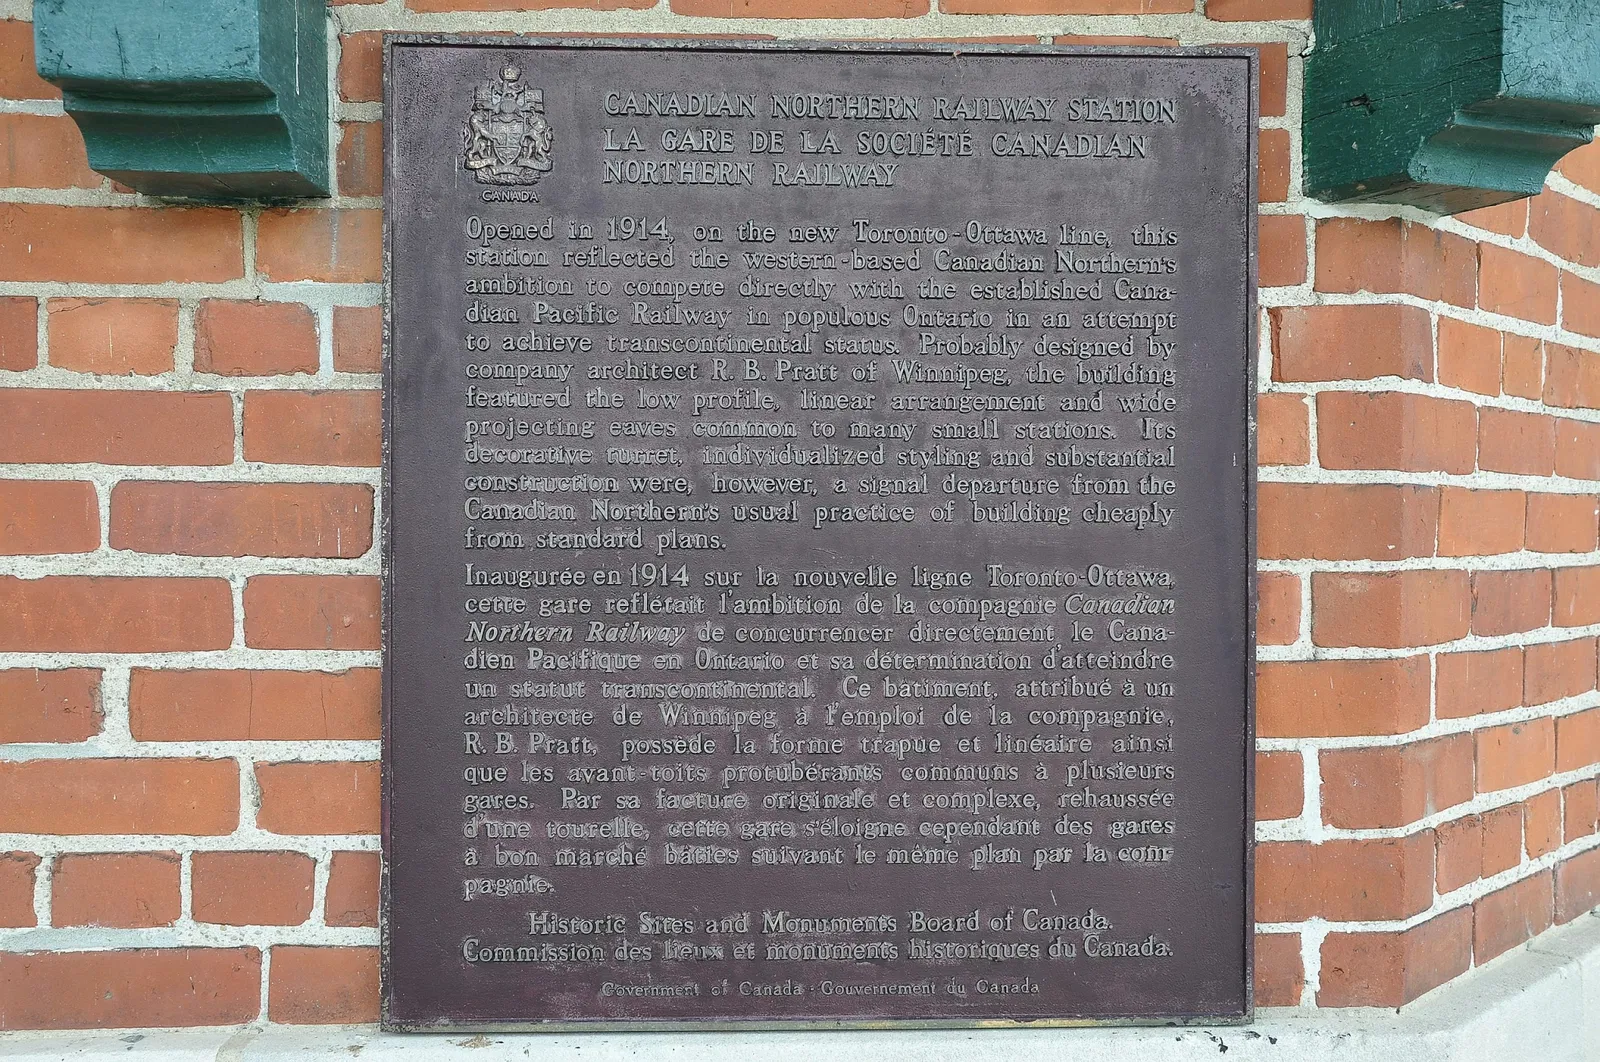 CANADA
CANADIAN NORTHERN RAILWAY STATION
LA GARE DE LA SOCIÉTÉ CANADIAN
NORTHERN RAILWAY
Opened in 1914, on the new Toronto-Ottawa line, this
station reflected the western-based Canadian Northern's
ambition to compete directly with the established Cana-
dian Pacific Railway in populous Ontario in an attempt
to achieve transcontinental status. Probably designed by
company architect R. B. Pratt of Winnipeg, the building
featured the low profile, linear arrangement and wide
projecting eaves common to many small stations. Its
decorative turret, individualized styling and substantial
construction were, however, a signal departure from the
Canadian Northern's usual practice of building cheaply
from standard plans.
Inaugurée en 1914 sur la nouvelle ligne Toronto-Ottawa,
cette gare reflétait l'ambition de la compagnie Canadian
Northern Railway de concurrencer directement le Cana-
dien Pacifique en Ontario et sa détermination d'atteindre
un statut transcontinental. Ce bâtiment, attribué à un
architecte de Winnipeg à l'emploi de la compagnie,
R. B. Pratt, possède la forme trapue et linéaire ainsi
que les avant-toits protubérants communs à plusieurs
gares. Par sa facture originale et complexe, rehaussée
d'une tourelle, cette gare s'éloigne cependant des gares
à bon marché bâties suivant le même plan par la com-
pagnie.
Historic Sites and Monuments Board of Canada.
Commission des lieux et monuments historiques du Canada.
Government of Canada - Gouvernement du Canada